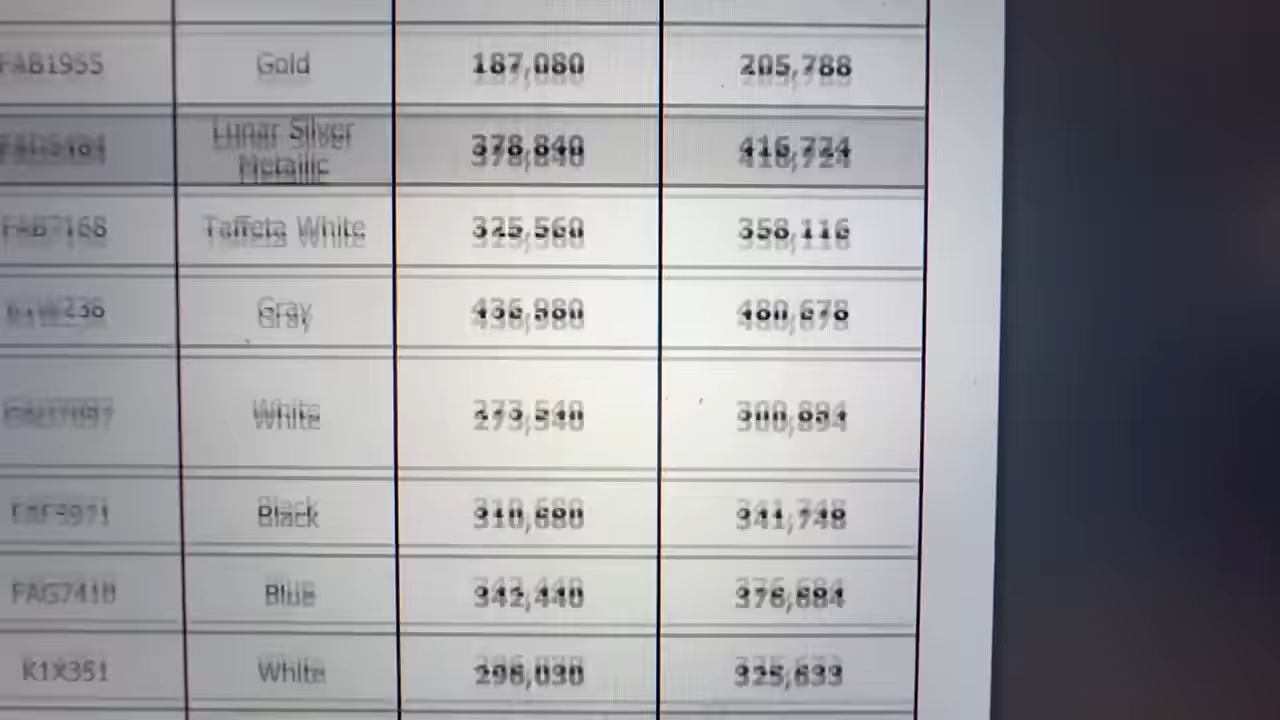 FAB1955 Gold 187,080 205,788
Lunar Silver
378,840 416,724
Metallic
FAB7168 Taffeta White 325,560 358,116
Gray 436,980 480,678
White 273,540 300,894
Black 310,680 341,748
FAG7410 Blue 342,440 376,684
K1X351 White 296,030 325,633